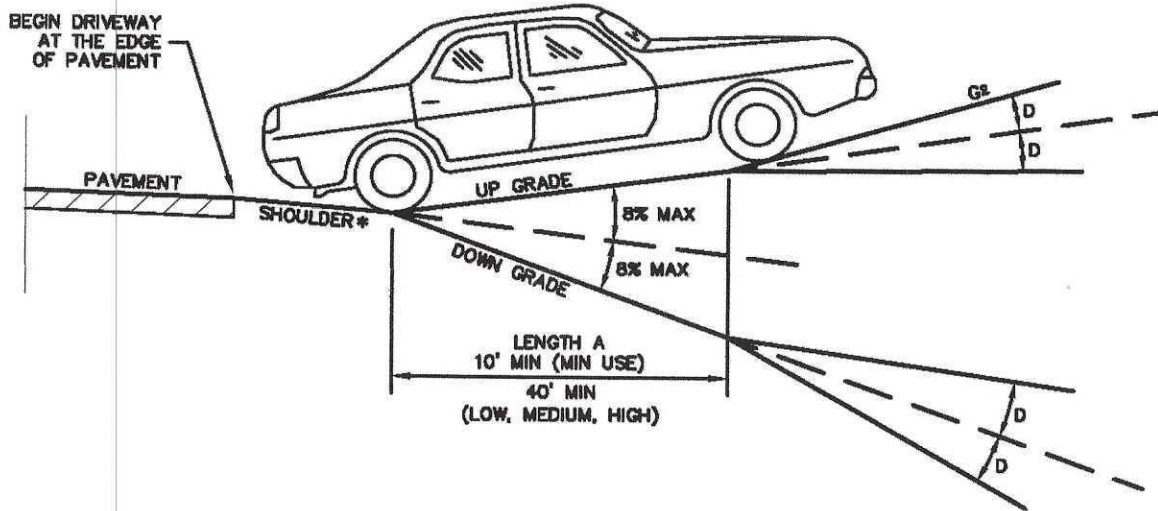 BEGIN DRIVEWAY
AT THE EDGE
OF PAVEMENT
PAVEMENT
SHOULDER *
UP GRADE
DOWN GRADE
8% MAX
8% MAX
G2
D
D
LENGTH A
10' MIN (MIN USE)
40' MIN
(LOW, MEDIUM, HIGH)
D
D